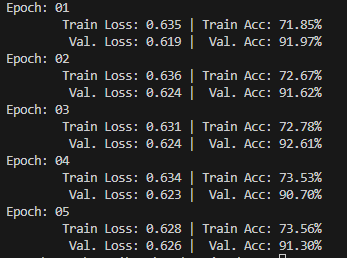 Epoch: 01
Train Loss: 0.635 | Train Acc: 71.85%
Val. Loss: 0.619 | Val. Acc: 91.97%
Epoch: 02
Train Loss: 0.636 | Train Acc: 72.67%
Val. Loss: 0.624 | Val. Acc: 91.62%
Epoch: 03
Train Loss: 0.631 | Train Acc: 72.78%
Val. Loss: 0.624 | Val. Acc: 92.61%
Epoch: 04
Train Loss: 0.634 | Train Acc: 73.53%
Val. Loss: 0.623 | Val. Acc: 90.70%
Epoch: 05
Train Loss: 0.628 | Train Acc: 73.56%
Val. Loss: 0.626 | Val. Acc: 91.30%